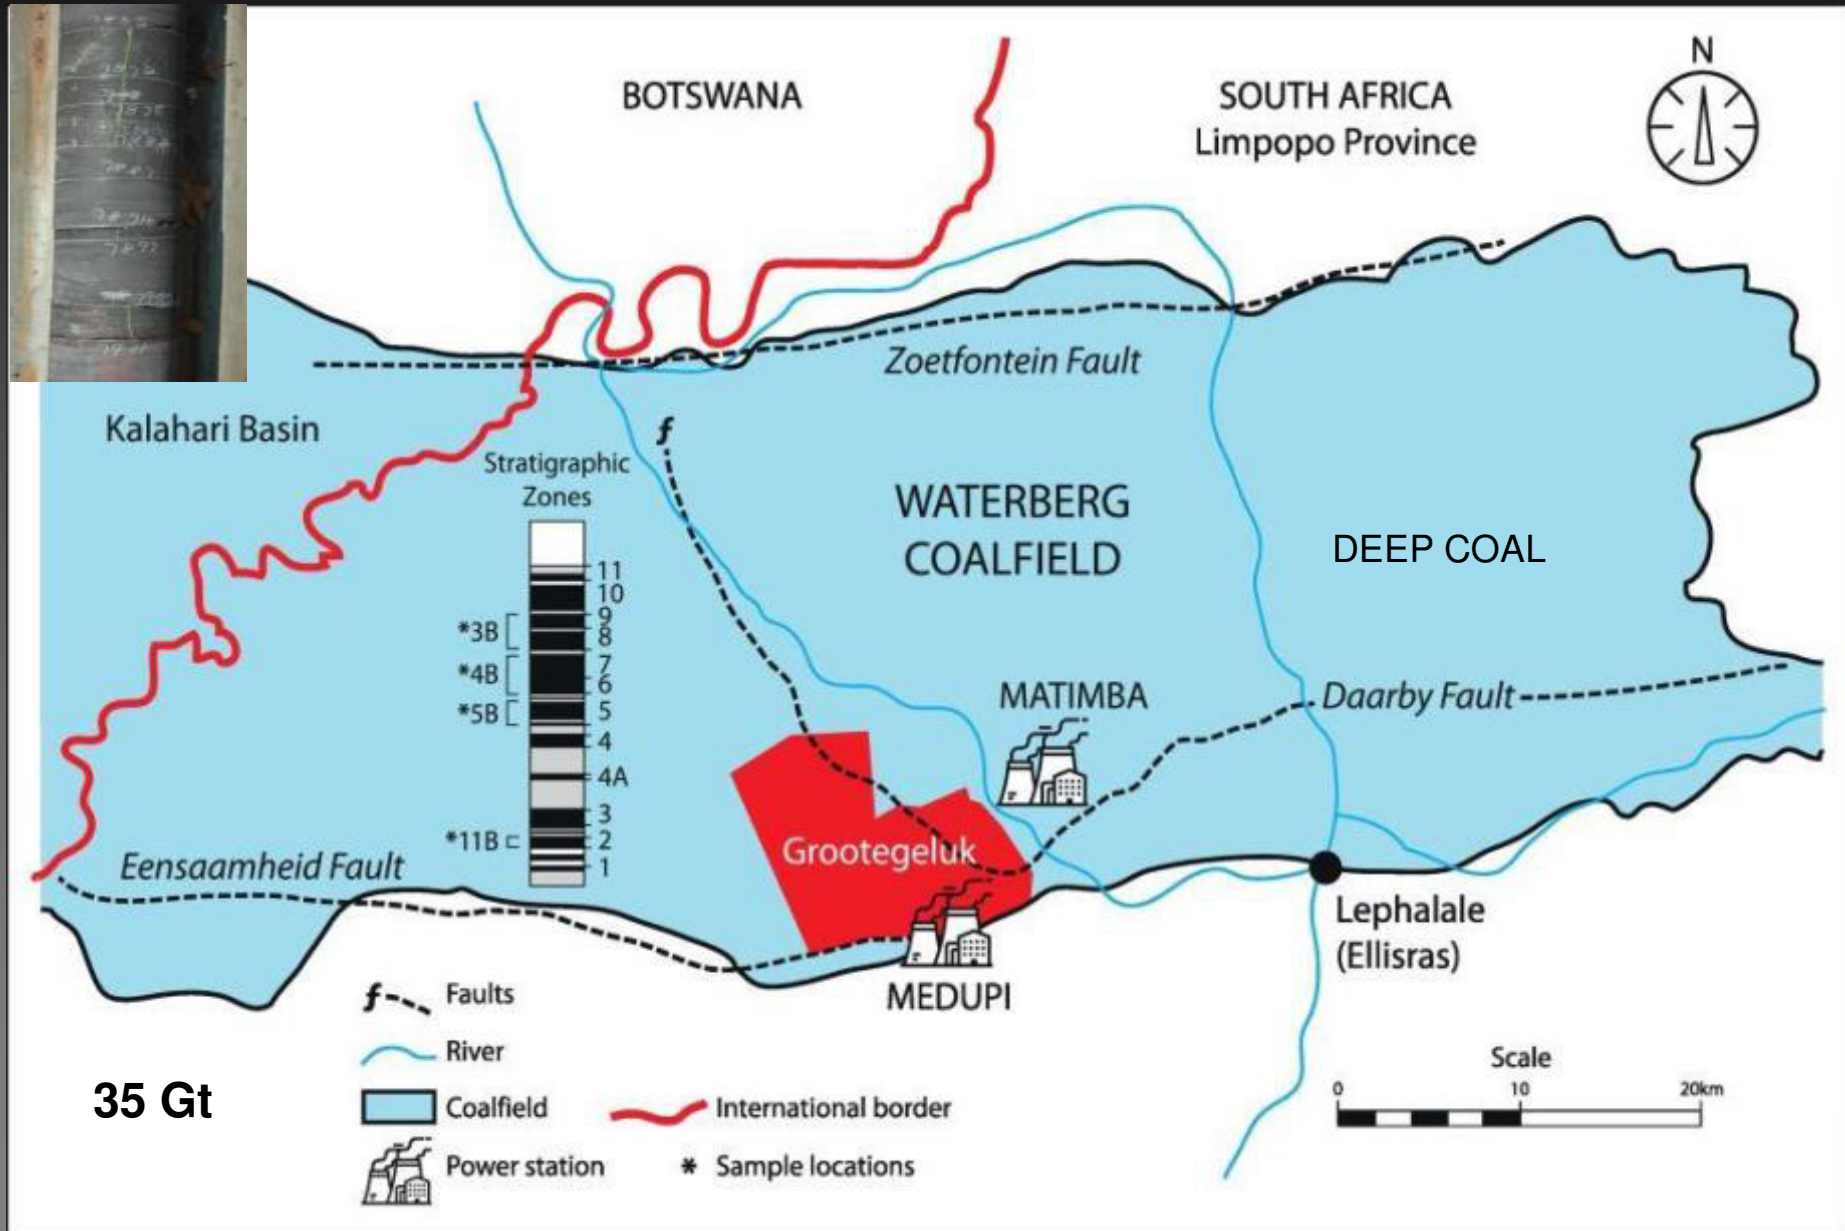 BOTSWANA
SOUTH AFRICA
Limpopo Province
N
Zoetfontein Fault
Kalahari Basin
f
Stratigraphic
Zones
WATERBERG
COALFIELD
DEEP COAL
11
10
9
*3B
8
7
*4B
6
*5B
5
4
4A
3
*11B
2
1
MATIMBA
Daarby Fault
Grootegeluk
Eensaamheid Fault
MEDUPI
Lephalale
(Ellisras)
f Faults
River
35 Gt
Coalfield
International border
Power station
* Sample locations
Scale
0 10 20km